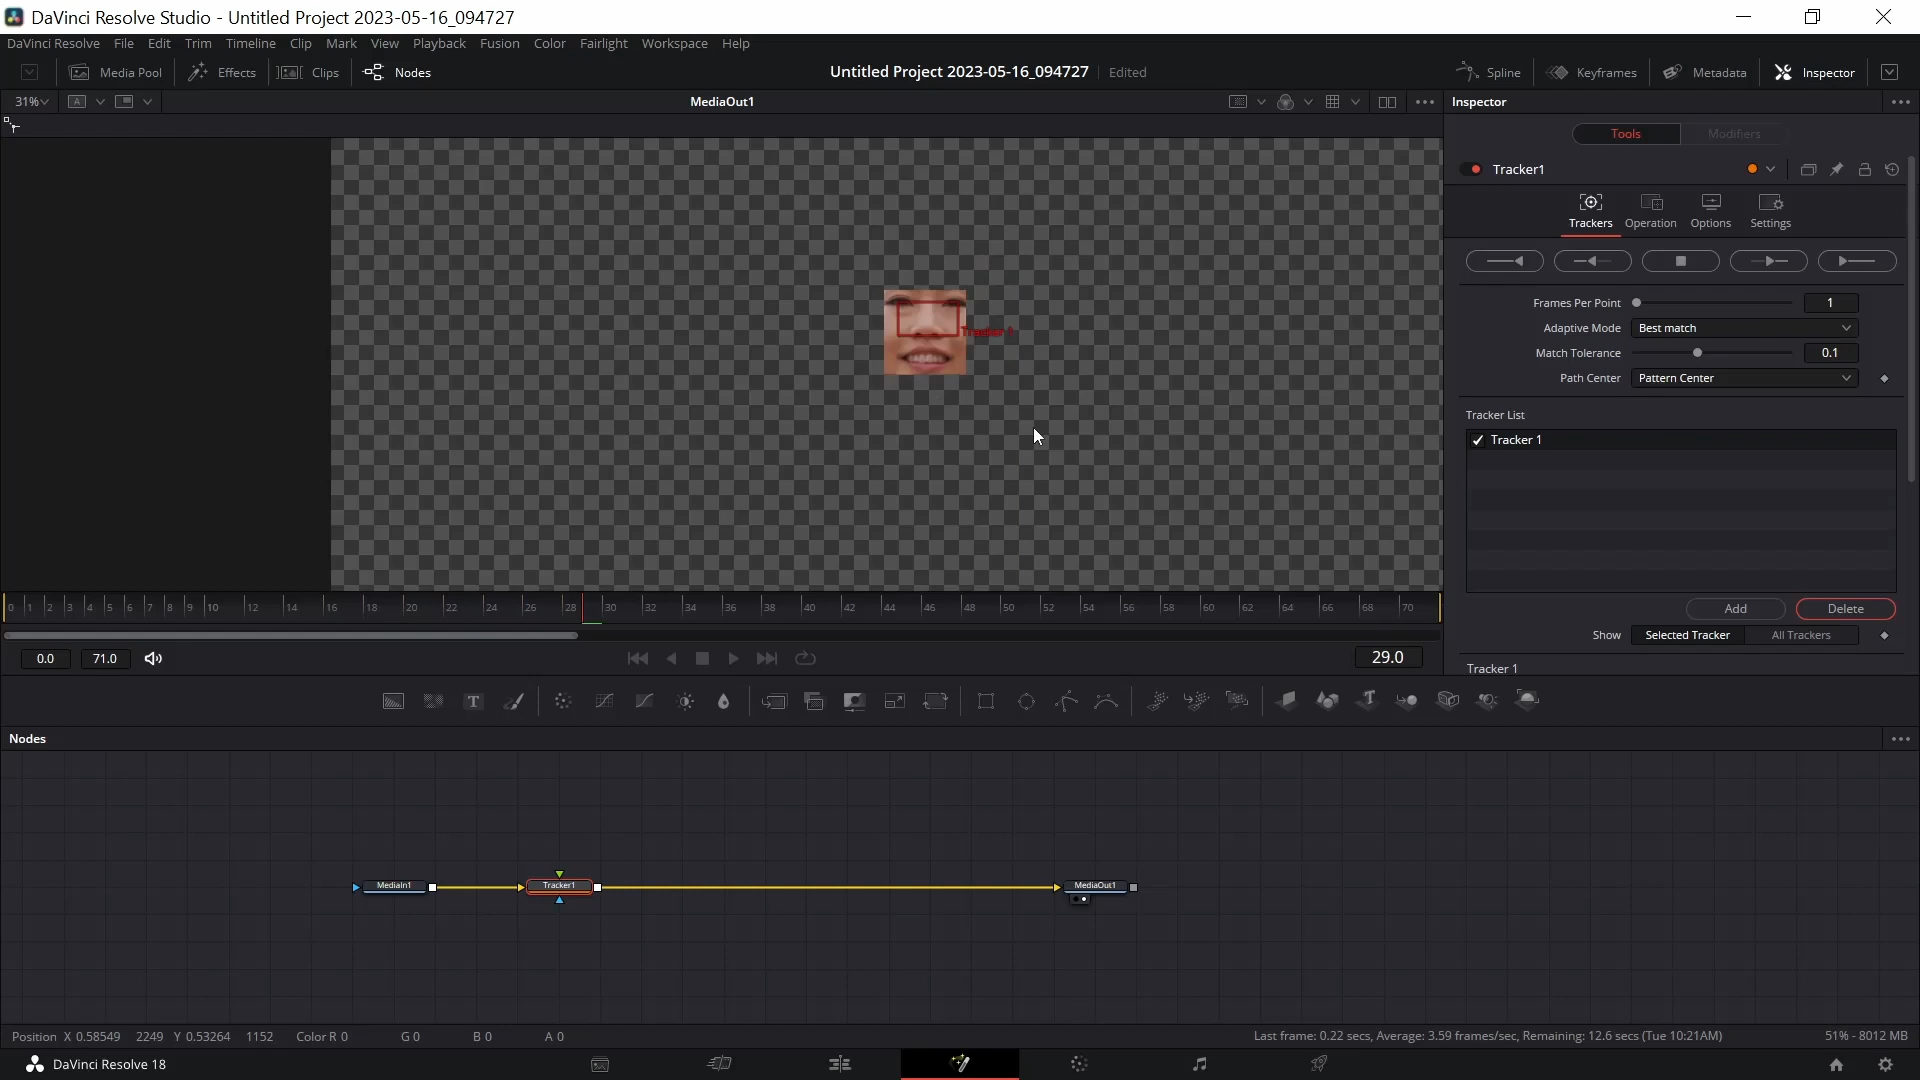 DaVinci Resolve Studio - Untitled Project 2023-05-16_094727
DaVinci Resolve File Edit Trim Timeline Clip Mark View Playback Fusion Color Fairlight Workspace Help
Media Pool Effects Clips Nodes Untitled Project 2023-05-16_094727 Edited Spline Keyframes Metadata Inspector
31% A MediaOut1 Inspector
Tools Modifiers
Tracker1
Trackers Operation Options Settings
Frames Per Point 1
Adaptive Mode Best match
Match Tolerance 0.1
Path Center Pattern Center
Tracker 1
Tracker List
Tracker 1
Add Delete
0 1 2 3 4 5 6 7 8 9 10 12 14 16 18 20 22 24 26 28 30 32 34 36 38 40 42 44 46 48 50 52 54 56 58 60 62 64 66 68 70
Show Selected Tracker All Trackers
0.0 71.0 29.0
Tracker 1
T T
Nodes
MediaIn1 Tracker1 MediaOut1
Position X 0.58549 2249 Y 0.53264 1152 Color R 0 G 0 B 0 A 0 Last frame: 0.22 secs, Average: 3.59 frames/sec, Remaining: 12.6 secs (Tue 10:21AM) 51% - 8012 MB
DaVinci Resolve 18